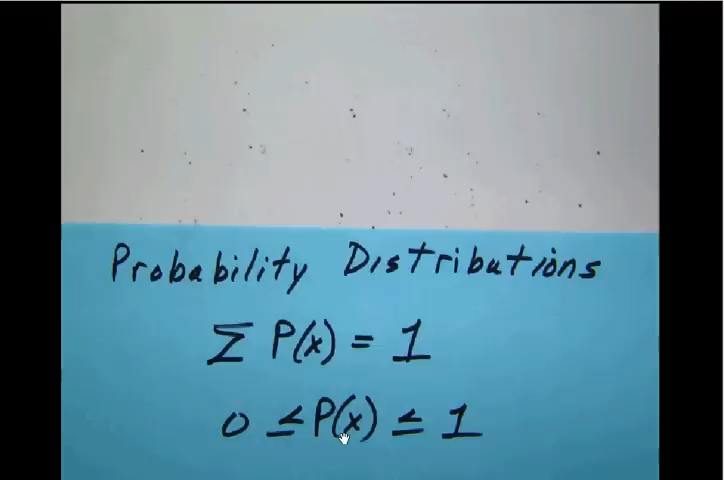 Probability Distributions
Σ P(x) = 1
0 ≤ P(x) ≤ 1